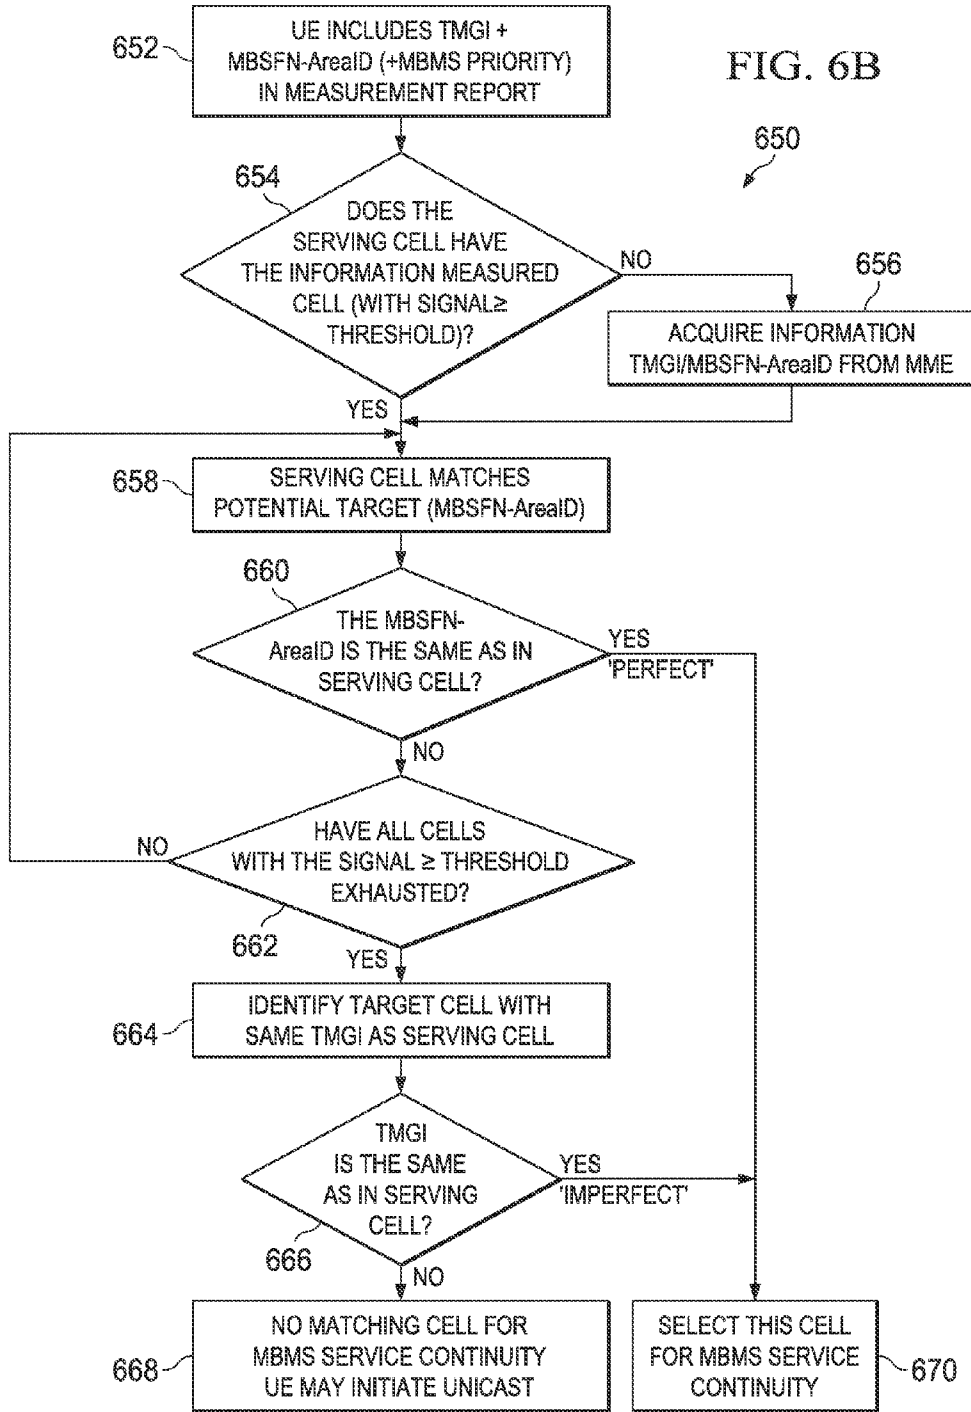 UE INCLUDES TMGI +
MBSFN-AreaID (+MBMS PRIORITY)
IN MEASUREMENT REPORT
652
FIG. 6B
650
654
DOES THE
SERVING CELL HAVE
THE INFORMATION MEASURED
CELL (WITH SIGNAL≥
THRESHOLD)?
NO
656
ACQUIRE INFORMATION
TMGI/MBSFN-AreaID FROM MME
YES
658
SERVING CELL MATCHES
POTENTIAL TARGET (MBSFN-AreaID)
660
THE MBSFN-
AreaID IS THE SAME AS IN
SERVING CELL?
YES
'PERFECT'
NO
HAVE ALL CELLS
WITH THE SIGNAL ≥ THRESHOLD
EXHAUSTED?
NO
662
YES
664
IDENTIFY TARGET CELL WITH
SAME TMGI AS SERVING CELL
TMGI
IS THE SAME
AS IN SERVING
CELL?
YES
'IMPERFECT'
666
NO
668
NO MATCHING CELL FOR
MBMS SERVICE CONTINUITY
UE MAY INITIATE UNICAST
SELECT THIS CELL
FOR MBMS SERVICE
CONTINUITY
670